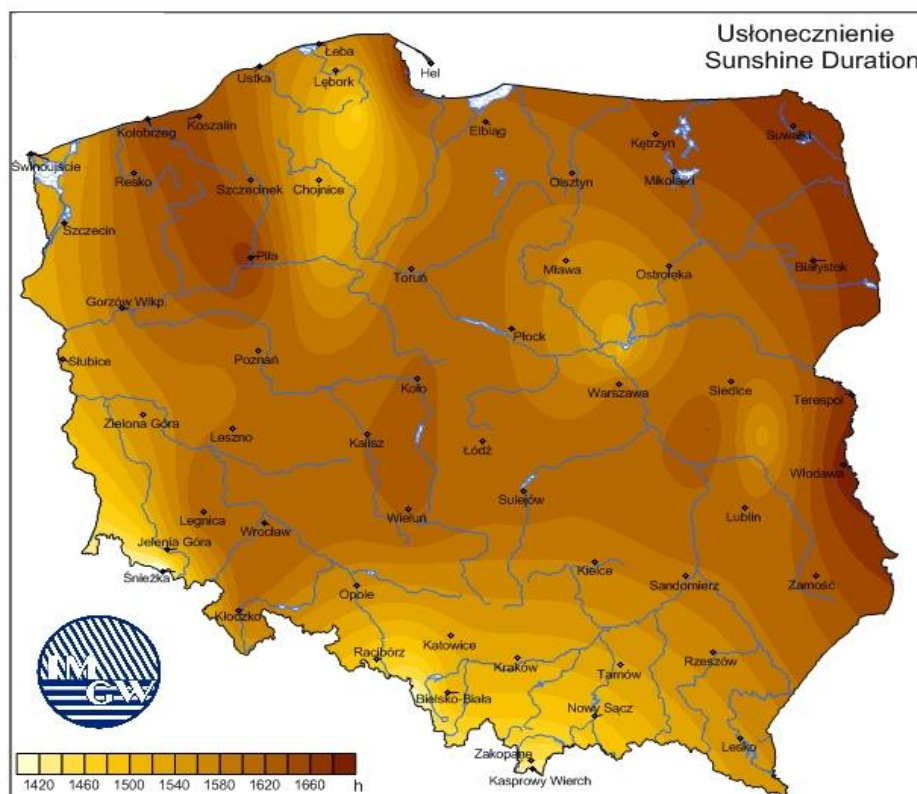 Usłonecznienie
Sunshine Duration
Łeba
Ustka
Lębork
Hel
Kołobrzeg
Koszalin
Elbląg
Kętrzyn
Suwałki
Świnoujście
Resko
Szczecinek
Chojnice
Olsztyn
Mikołajki
Szczecin
Piła
Toruń
Mława
Ostrołęka
Białystok
Gorzów Wlkp.
Płock
Słubice
Poznań
Koło
Warszawa
Siedlce
Terespol
Zielona Góra
Leszno
Kalisz
Łódź
Włodawa
Sulejów
Legnica
Wrocław
Wieluń
Lublin
Jelenia Góra
Śnieżka
Kielce
Sandomierz
Zamość
Opole
Kłodzko
Katowice
Racibórz
Kraków
Tarnów
Rzeszów
Bielsko-Biała
Nowy Sącz
Lesko
Zakopane
Kasprowy Wierch
IM
GW
1420 1460 1500 1540 1580 1620 1660 h